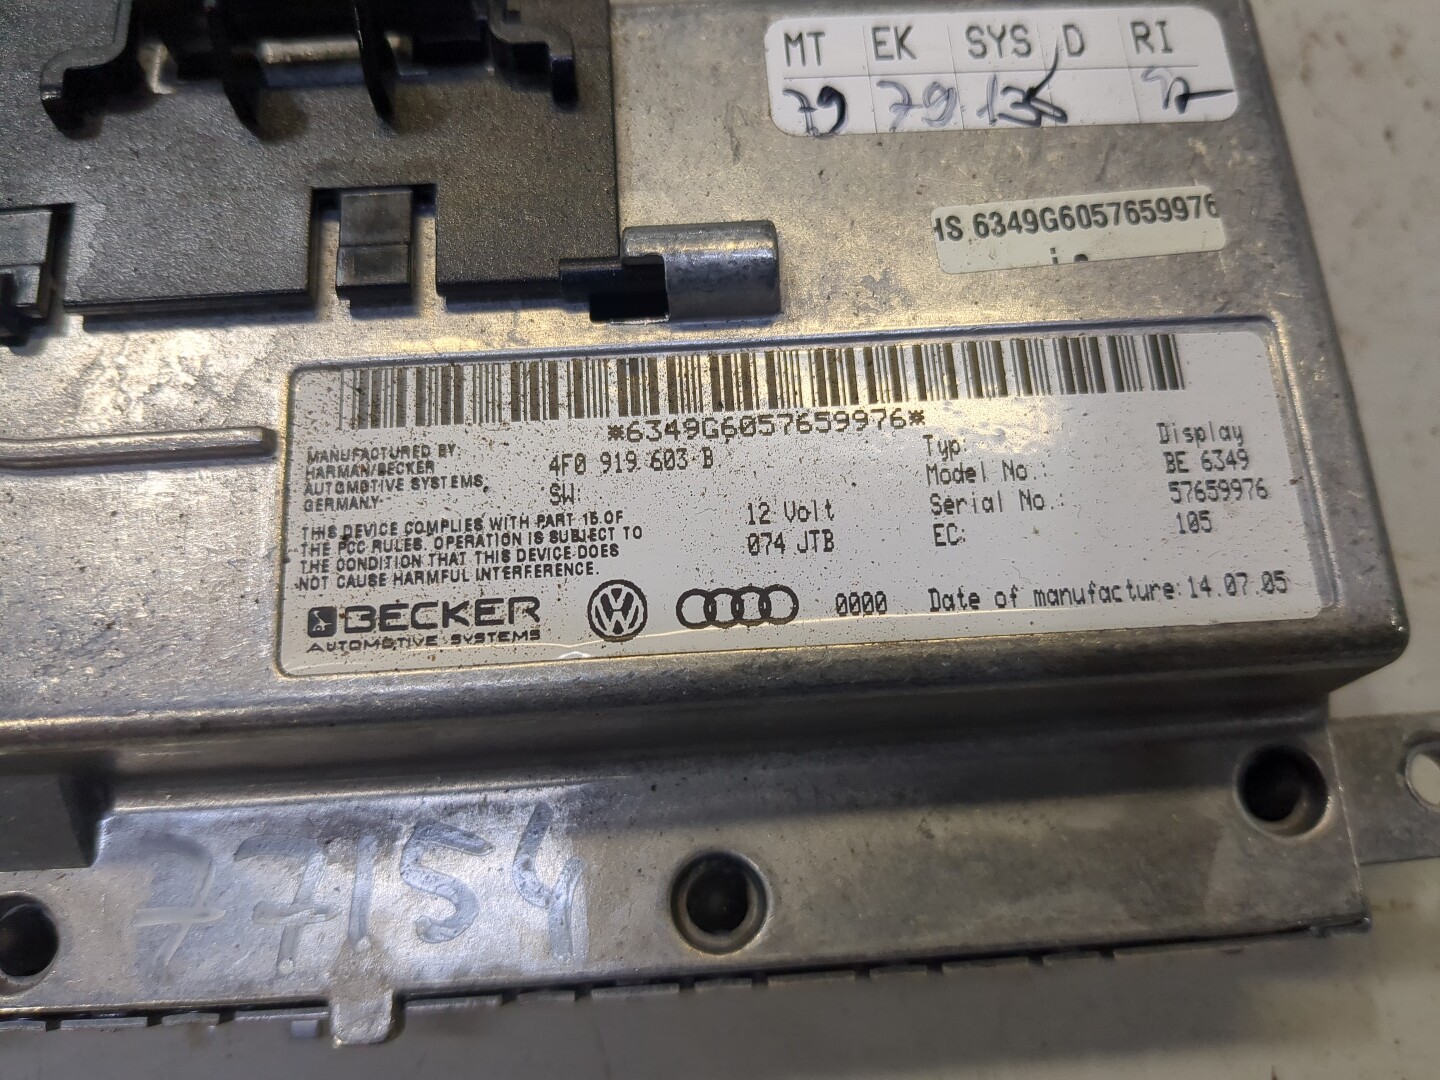 MT EK SYS D RI
79 79
6349G6057659976
*6349G6057659976*
MANUFACTURED BY:
HARMAN/BECKER
AUTOMOTIVE SYSTEMS,
GERMANY
4F0 919 603 B
SW:
Typ: Display
Model No.: BE 6349
Serial No.: 57659976
EC: 105
THIS DEVICE COMPLIES WITH PART 15 OF
THE FCC RULES. OPERATION IS SUBJECT TO
THE CONDITION THAT THIS DEVICE DOES
NOT CAUSE HARMFUL INTERFERENCE.
12 Volt
074 JTB
BECKER
AUTOMOTIVE SYSTEMS
VW
0000
Date of manufacture: 14.07.05
77154